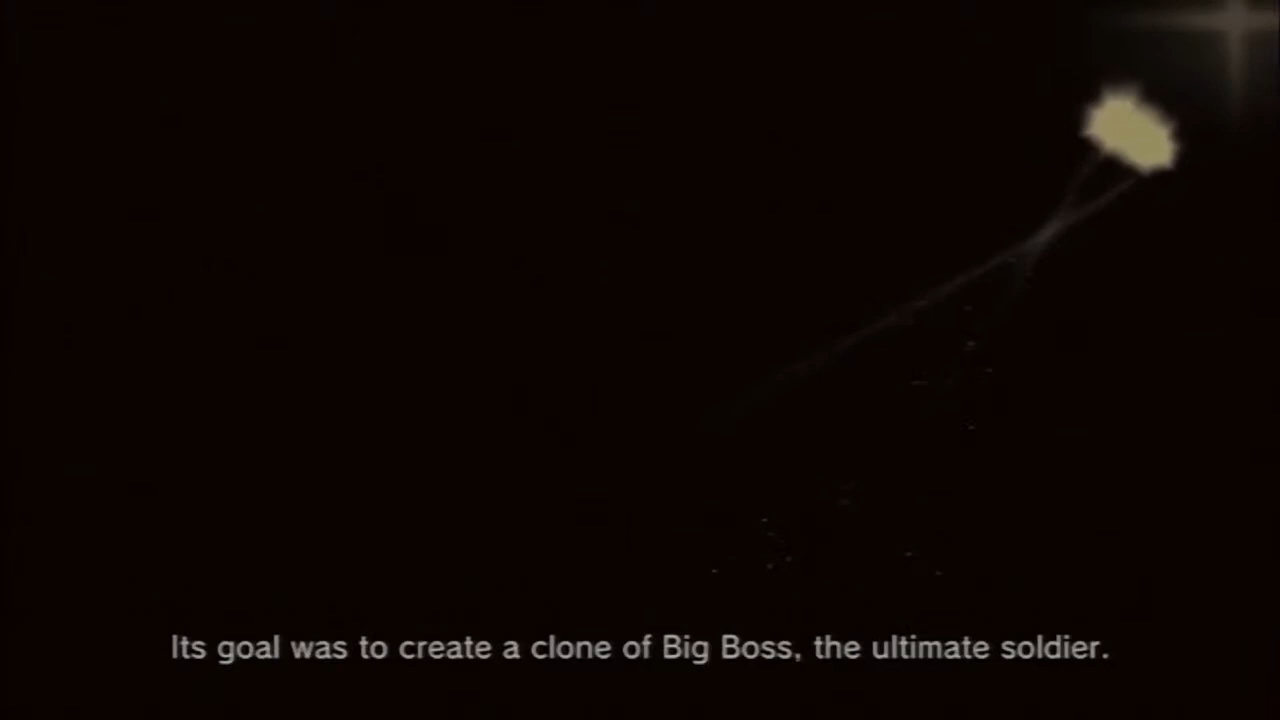 Its goal was to create a clone of Big Boss, the ultimate soldier.